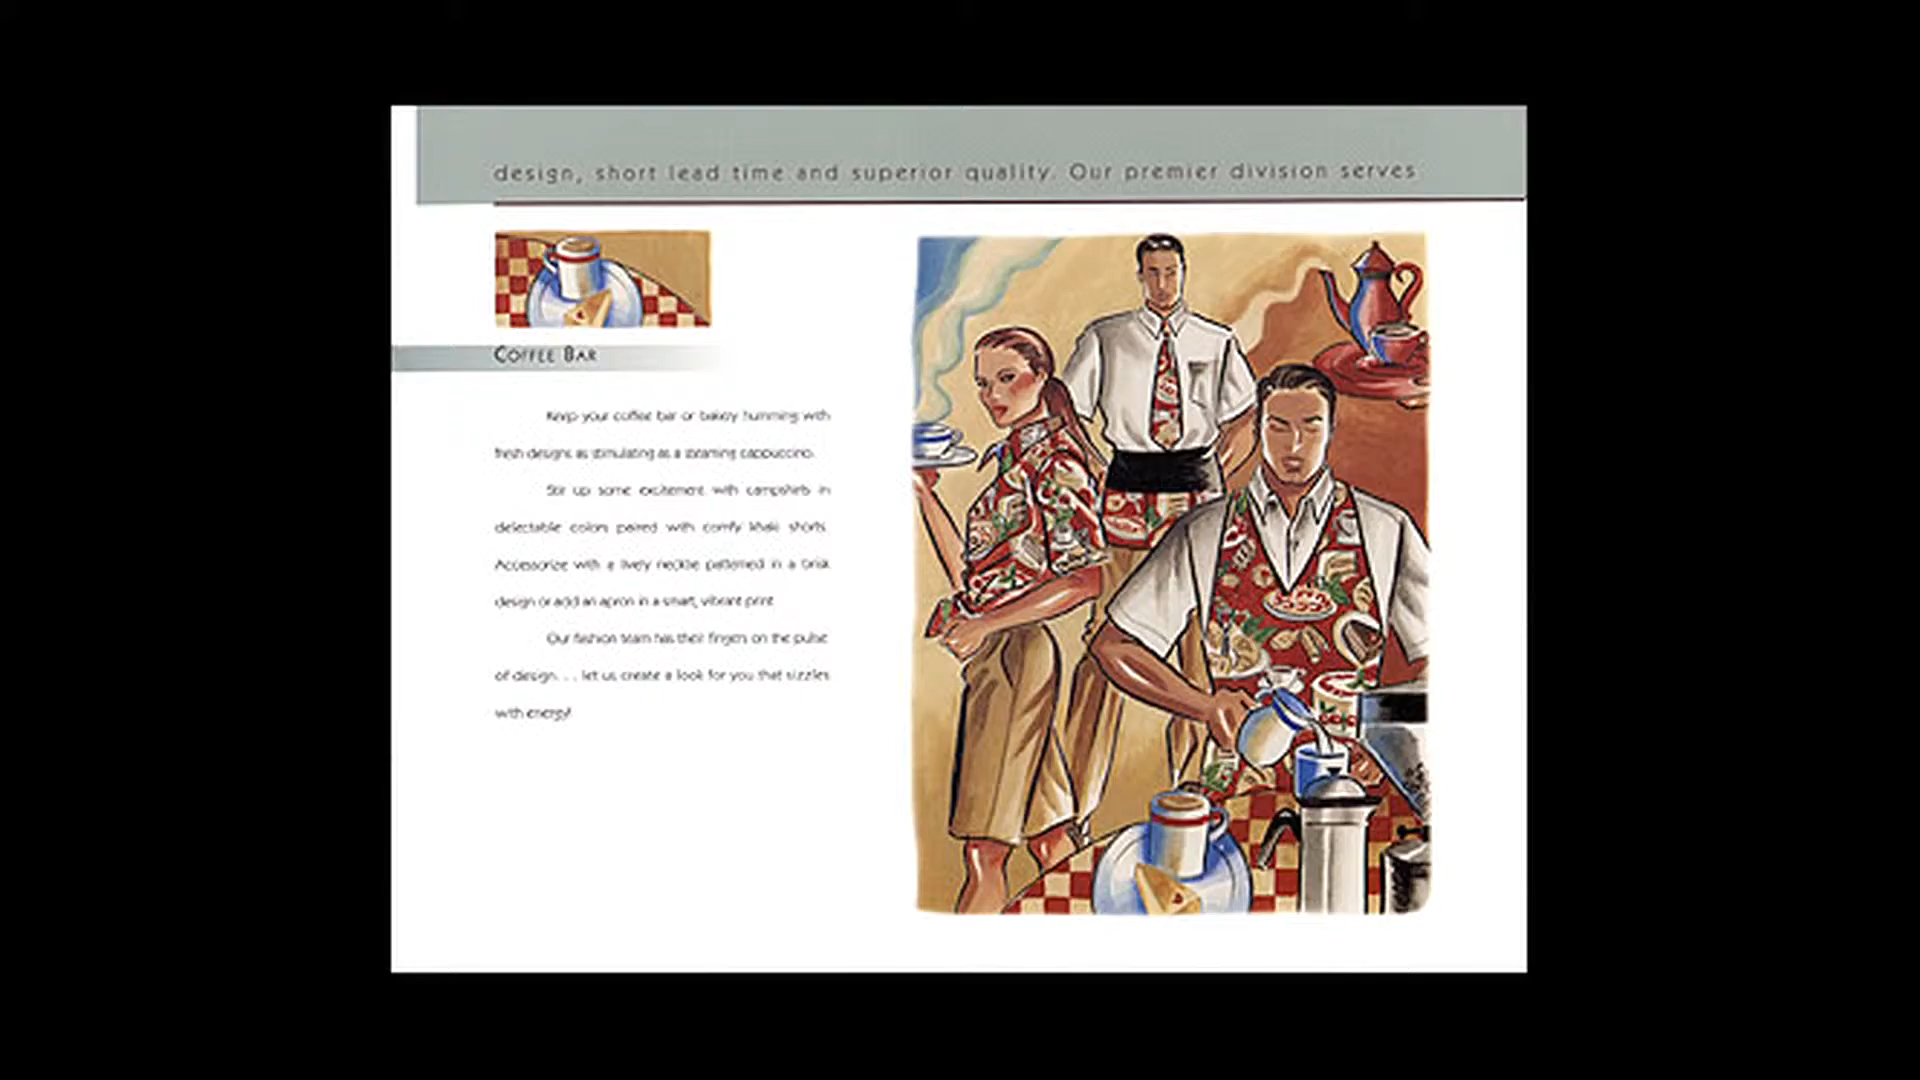 design, short lead time and superior quality. Our premier division serves
COFFEE BAR
Keep your coffee bar or bakery humming with
fresh designs as stimulating as a steaming cappuccino.
Stir up some excitement with campshirts in
delectable colors paired with comfy khaki shorts.
Accessorize with a lively necktie patterned in a brisk
design or add an apron in a smart, vibrant print.
Our fashion team has their fingers on the pulse
of design. . . let us create a look for you that sizzles
with energy!